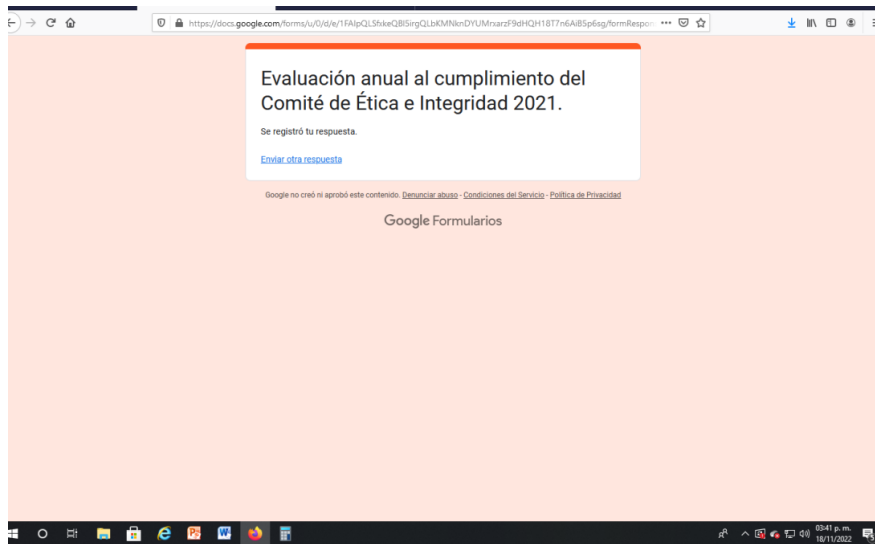 https://docs.google.com/forms/u/0/d/e/1FAIpQLSfxkeQBl5irgQLbKMNknDYUMrxarzF9dHQH18T7n6Ai85p6sg/formRespon
Evaluación anual al cumplimiento del
Comité de Ética e Integridad 2021.
Se registró tu respuesta.
Enviar otra respuesta
Google no creó ni aprobó este contenido. Denunciar abuso - Condiciones del Servicio - Política de Privacidad
Google Formularios
03:41 p. m.
18/11/2022